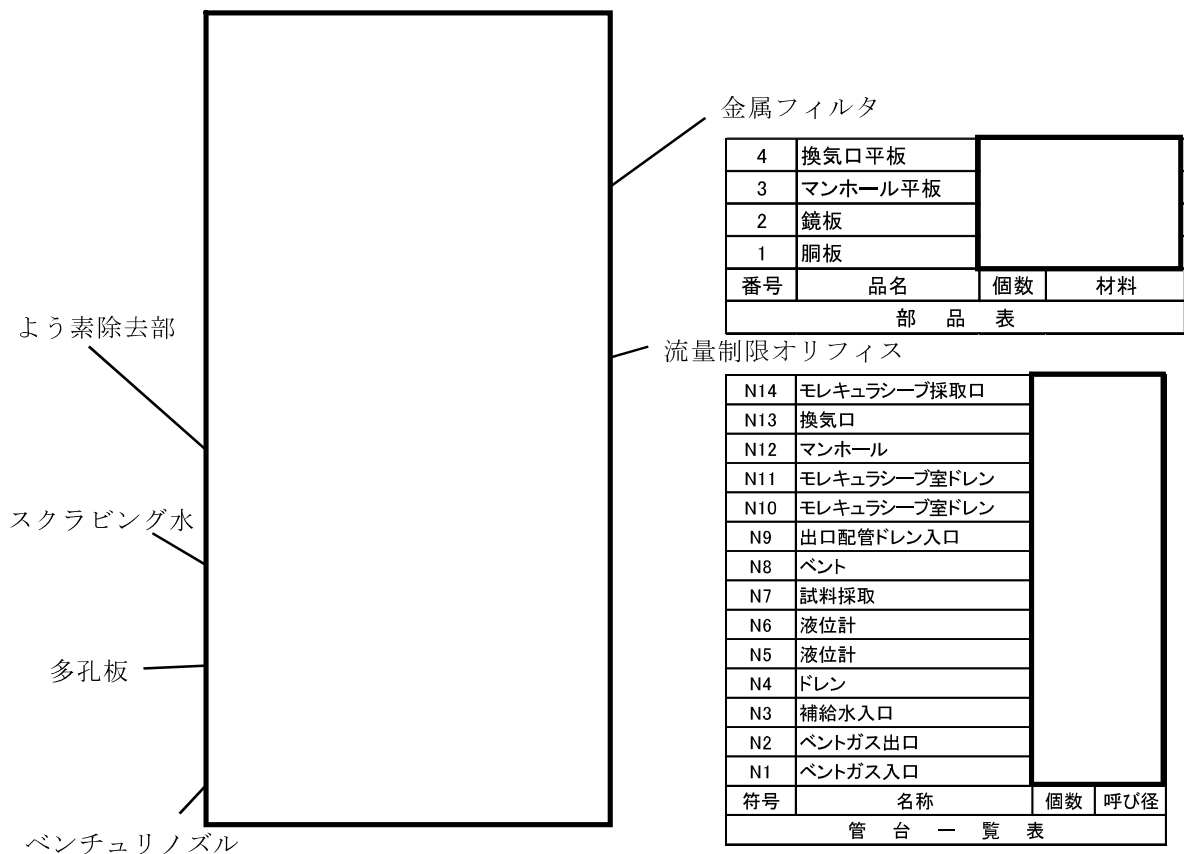 金属フィルタ
4 換気口平板
3 マンホール平板
2 鏡板
1 胴板
番号 品名 個数 材料
部品表
よう素除去部
流量制限オリフィス
スクラビング水
多孔板
ベンチュリノズル
N14 モレキュラシーブ採取口
N13 換気口
N12 マンホール
N11 モレキュラシーブ室ドレン
N10 モレキュラシーブ室ドレン
N9 出口配管ドレン入口
N8 ベント
N7 試料採取
N6 液位計
N5 液位計
N4 ドレン
N3 補給水入口
N2 ベントガス出口
N1 ベントガス入口
符号 名称 個数 呼び径
管台一覧表